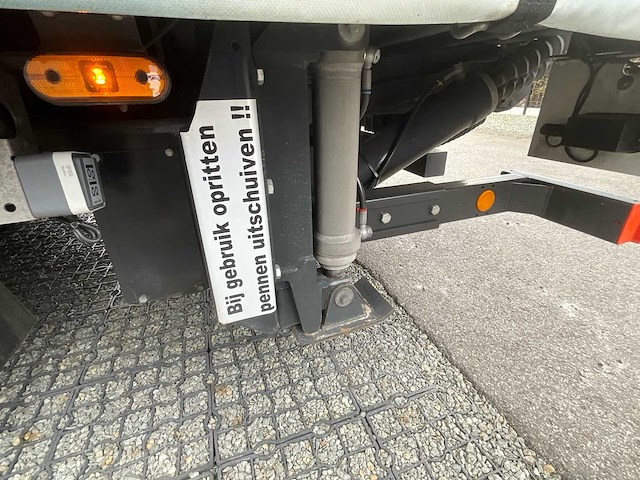 Bij gebruik opritten
pennen uitschuiven !!